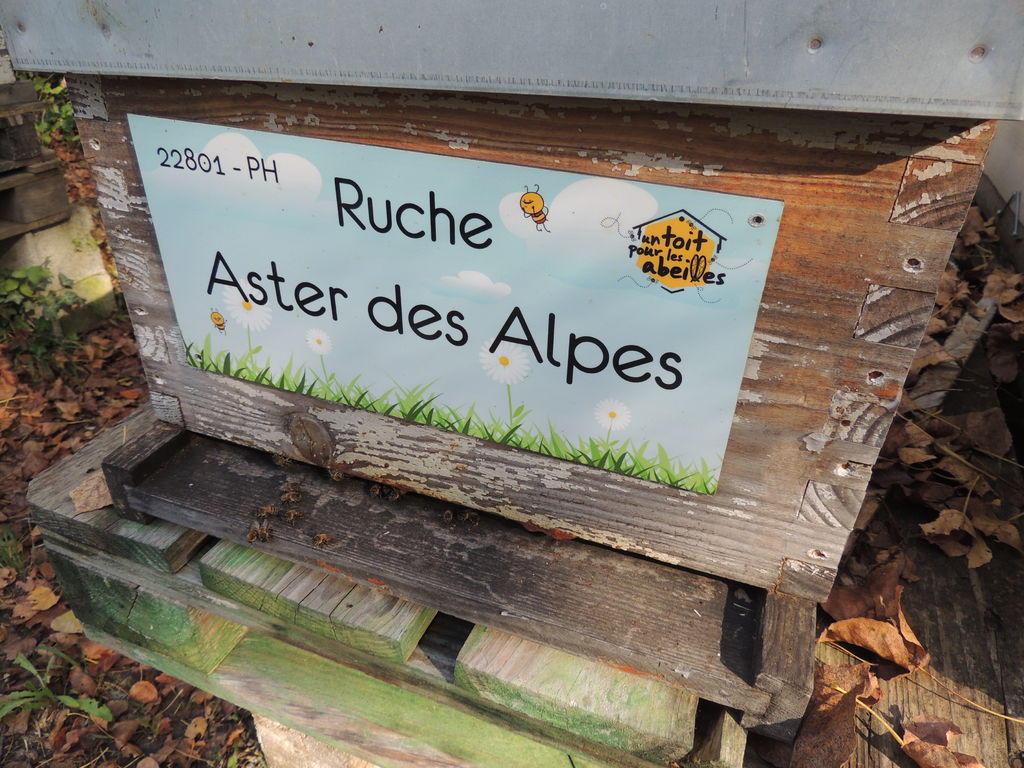 22801 - PH
Ruche
Aster des Alpes
un toit
pour les
abeilles